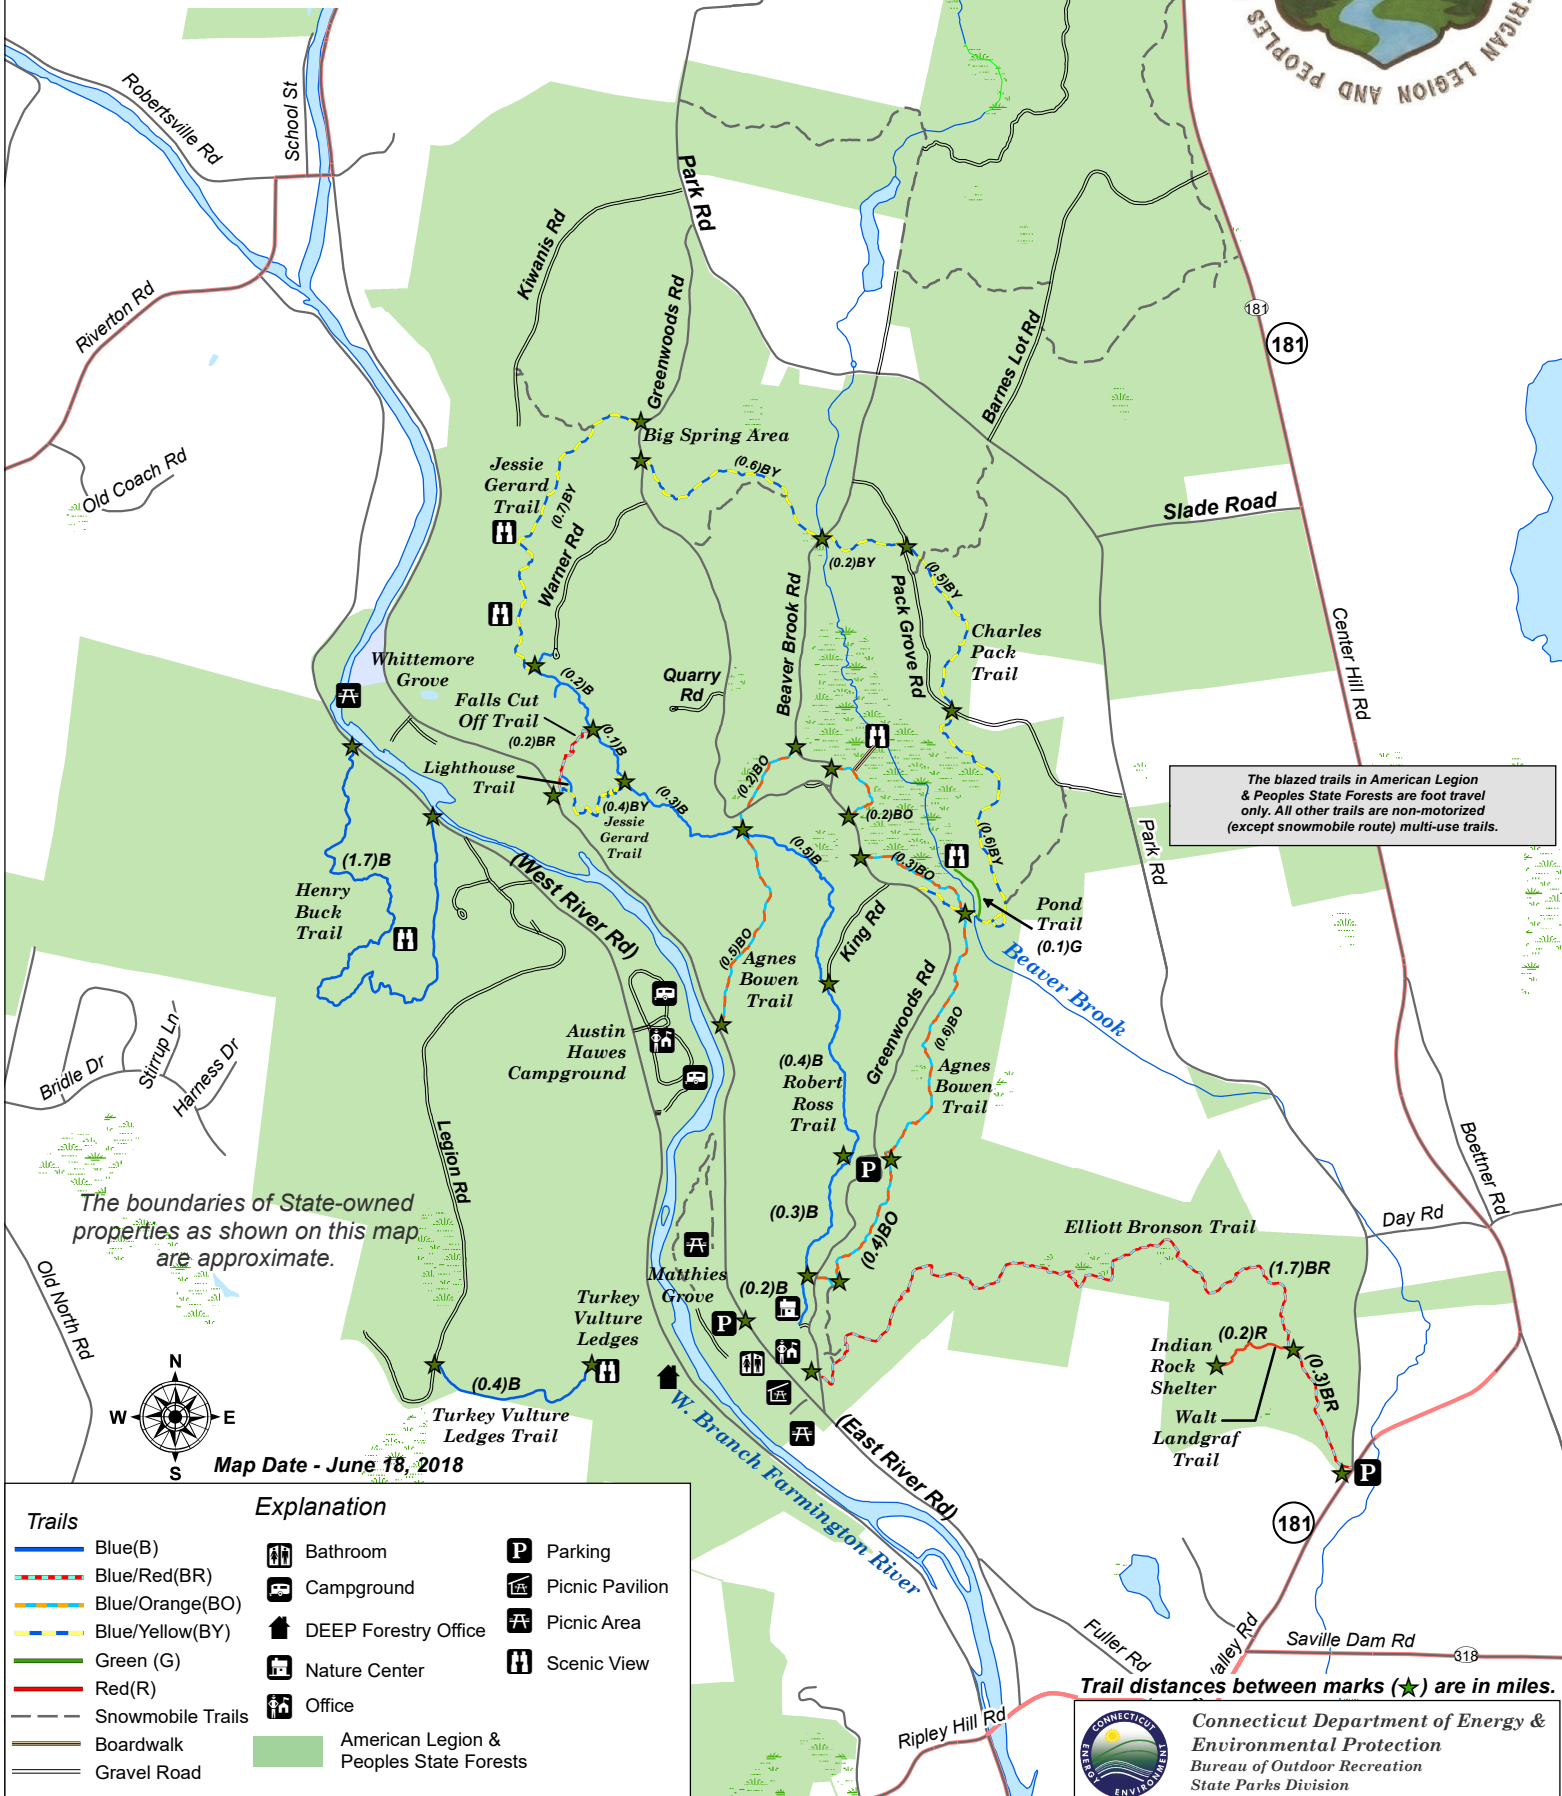 RICAN LEGION AND PEOPLES
Robertsville Rd
School St
Park Rd
Kiwanis Rd
Riverton Rd
Greenwoods Rd
Barnes Lot Rd
181
181
Big Spring Area
Old Coach Rd
Jessie
Gerard
Trail
(0.7)BY
(0.6)BY
Slade Road
Warner Rd
(0.2)BY
(0.5)BY
Beaver Brook Rd
Pack Grove Rd
Charles
Pack
Trail
Center Hill Rd
Whittemore
Grove
Quarry
Rd
(0.2)B
Falls Cut
Off Trail
(0.2)BR
(0.1)B
Lighthouse
Trail
(0.4)BY
Jessie
Gerard
Trail
(0.3)B
(0.2)BO
(0.2)BO
(0.5)B
(0.3)BO
(0.6)BY
The blazed trails in American Legion
& Peoples State Forests are foot travel
only. All other trails are non-motorized
(except snowmobile route) multi-use trails.
Park Rd
(1.7)B
Henry
Buck
Trail
(West River Rd)
King Rd
Pond
Trail
(0.1)G
Beaver Brook
(0.5)BO
Agnes
Bowen
Trail
Greenwoods Rd
(0.6)BO
Austin
Hawes
Campground
(0.4)B
Robert
Ross
Trail
Agnes
Bowen
Trail
Bridle Dr
Stirrup Ln
Harness Dr
Legion Rd
Boettner Rd
P
The boundaries of State-owned
properties as shown on this map
are approximate.
(0.3)B
(0.4)BO
Elliott Bronson Trail
Day Rd
(1.7)BR
Old North Rd
Matthies
Grove
(0.2)B
Turkey
Vulture
Ledges
P
Indian
Rock
Shelter
(0.2)R
(0.3)BR
Walt
Landgraf
Trail
N
W
E
S
(0.4)B
Turkey Vulture
Ledges Trail
W. Branch Farmington River
(East River Rd)
P
181
Map Date - June 18, 2018
Explanation
Trails
Blue(B)
Blue/Red(BR)
Blue/Orange(BO)
Blue/Yellow(BY)
Green (G)
Red(R)
Snowmobile Trails
Boardwalk
Gravel Road
Bathroom
Campground
DEEP Forestry Office
Nature Center
Office
American Legion &
Peoples State Forests
P
Parking
Picnic Pavilion
Picnic Area
Scenic View
Fuller Rd
alley Rd
Saville Dam Rd
318
Ripley Hill Rd
Trail distances between marks ( ) are in miles.
CONNECTICUT
ENERGY
ENVIRONMENT
Connecticut Department of Energy &
Environmental Protection
Bureau of Outdoor Recreation
State Parks Division